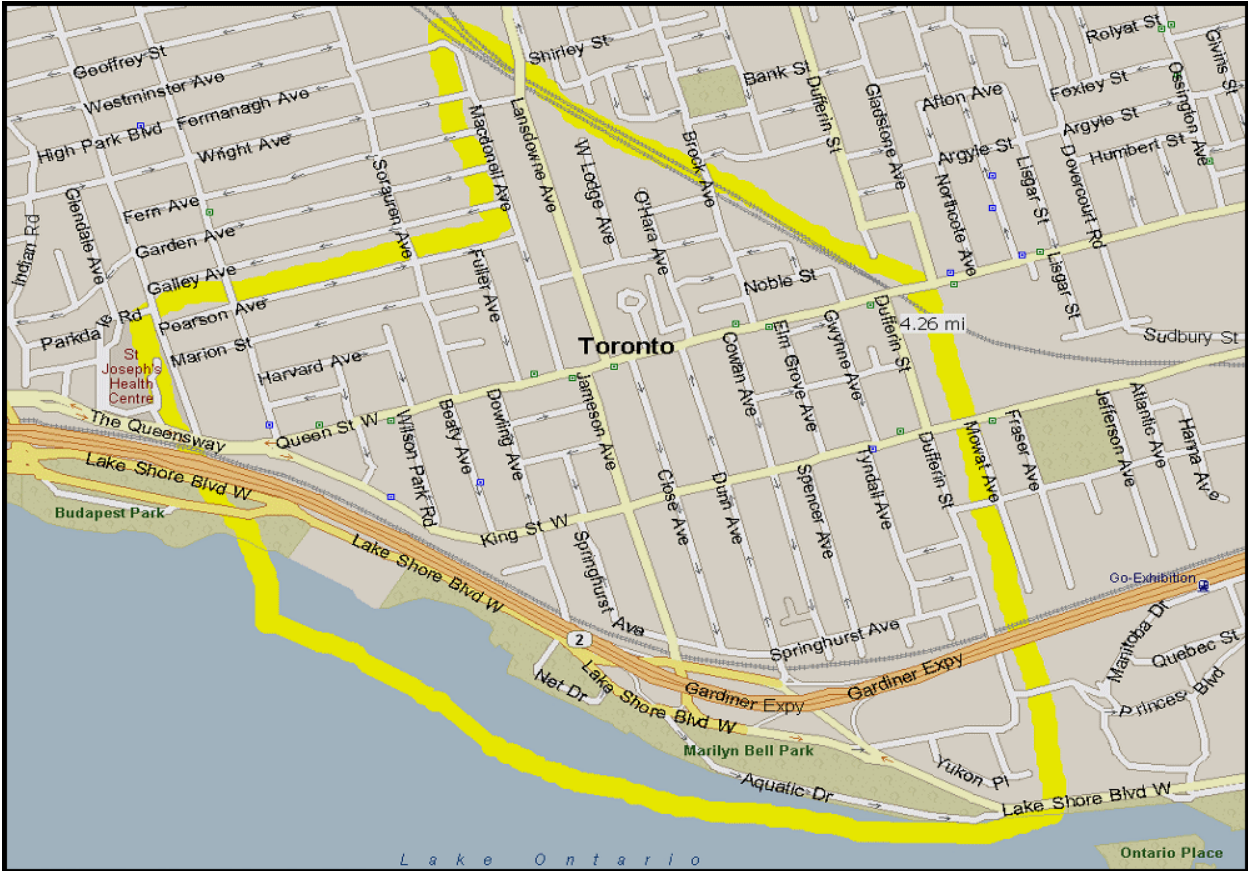 Geoffrey St
Westminster Ave
High Park Blvd
Fermanagh Ave
Wright Ave
Shirley St
Bank St
Rolyat St
Givins St
Foxley St
Ossington Ave
Afton Ave
Argyle St
Argyle St
Humbert St
Dufferin St
Gladstone Ave
Macdonell Ave
Lansdowne Ave
Brock Ave
W Lodge Ave
O'Hara Ave
Northcote Ave
Lisgar St
Dovercourt Rd
Lisgar St
Indian Rd
Glendale Ave
Fern Ave
Garden Ave
Galley Ave
Sorauren Ave
Fuller Ave
Noble St
Parkdale Rd
Pearson Ave
Marion St
Harvard Ave
St
Joseph's
Health
Centre
Toronto
4.26 mi
Dufferin St
Gwynne Ave
Elm Grove Ave
Cowan Ave
Sudbury St
The Queensway
Queen St W
Wilson Park Rd
Beaty Ave
Dowling Ave
Jameson Ave
Close Ave
Dunn Ave
Spencer Ave
Tyndall Ave
Dufferin St
Mowat Ave
Fraser Ave
Jefferson Ave
Atlantic Ave
Hanna Ave
Lake Shore Blvd W
Budapest Park
King St W
Lake Shore Blvd W
Springhurst Ave
Springhurst Ave
2
Go-Exhibition
Manitoba Dr
Quebec St
Princes Blvd
Gardiner Expy
Gardiner Expy
Net Dr
Lake Shore Blvd W
Marilyn Bell Park
Aquatic Dr
Yukon Pl
Lake Shore Blvd W
Lake Ontario
Ontario Place